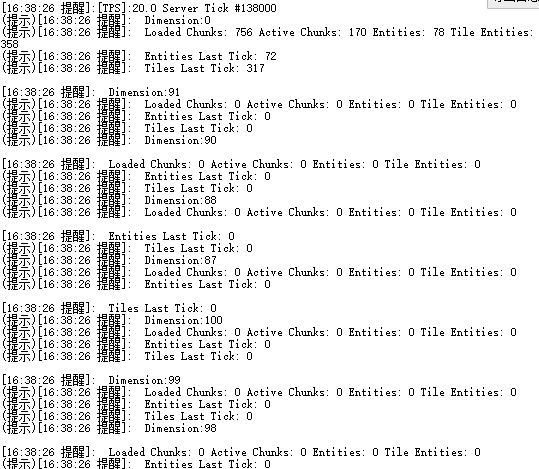 [16:38:26 提醒]:[TPS]:20.0 Server Tick #138000
(提示)[16:38:26 提醒]:  Dimension:0
(提示)[16:38:26 提醒]:  Loaded Chunks: 756 Active Chunks: 170 Entities: 78 Tile Entities:
358
(提示)[16:38:26 提醒]:  Entities Last Tick: 72
(提示)[16:38:26 提醒]:  Tiles Last Tick: 317
[16:38:26 提醒]:  Dimension:91
(提示)[16:38:26 提醒]:  Loaded Chunks: 0 Active Chunks: 0 Entities: 0 Tile Entities: 0
(提示)[16:38:26 提醒]:  Entities Last Tick: 0
(提示)[16:38:26 提醒]:  Tiles Last Tick: 0
(提示)[16:38:26 提醒]:  Dimension:90
[16:38:26 提醒]:  Loaded Chunks: 0 Active Chunks: 0 Entities: 0 Tile Entities: 0
(提示)[16:38:26 提醒]:  Entities Last Tick: 0
(提示)[16:38:26 提醒]:  Tiles Last Tick: 0
(提示)[16:38:26 提醒]:  Dimension:88
(提示)[16:38:26 提醒]:  Loaded Chunks: 0 Active Chunks: 0 Entities: 0 Tile Entities: 0
[16:38:26 提醒]:  Entities Last Tick: 0
(提示)[16:38:26 提醒]:  Tiles Last Tick: 0
(提示)[16:38:26 提醒]:  Dimension:87
(提示)[16:38:26 提醒]:  Loaded Chunks: 0 Active Chunks: 0 Entities: 0 Tile Entities: 0
(提示)[16:38:26 提醒]:  Entities Last Tick: 0
[16:38:26 提醒]:  Tiles Last Tick: 0
(提示)[16:38:26 提醒]:  Dimension:100
(提示)[16:38:26 提醒]:  Loaded Chunks: 0 Active Chunks: 0 Entities: 0 Tile Entities: 0
(提示)[16:38:26 提醒]:  Entities Last Tick: 0
(提示)[16:38:26 提醒]:  Tiles Last Tick: 0
[16:38:26 提醒]:  Dimension:99
(提示)[16:38:26 提醒]:  Loaded Chunks: 0 Active Chunks: 0 Entities: 0 Tile Entities: 0
(提示)[16:38:26 提醒]:  Entities Last Tick: 0
(提示)[16:38:26 提醒]:  Tiles Last Tick: 0
(提示)[16:38:26 提醒]:  Dimension:98
[16:38:26 提醒]:  Loaded Chunks: 0 Active Chunks: 0 Entities: 0 Tile Entities: 0
(提示)[16:38:26 提醒]:  Entities Last Tick: 0